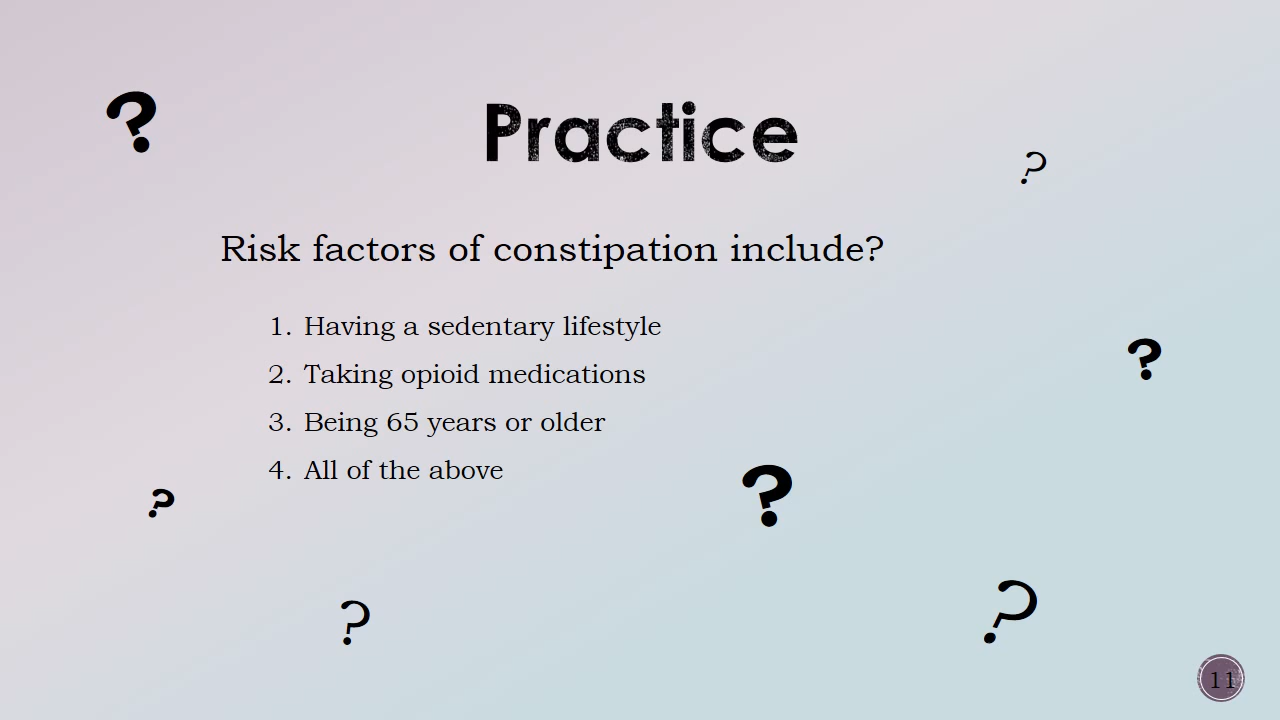 ?
Practice
?
Risk factors of constipation include?
1. Having a sedentary lifestyle
?
2. Taking opioid medications
3. Being 65 years or older
4. All of the above
?
?
?
?
11